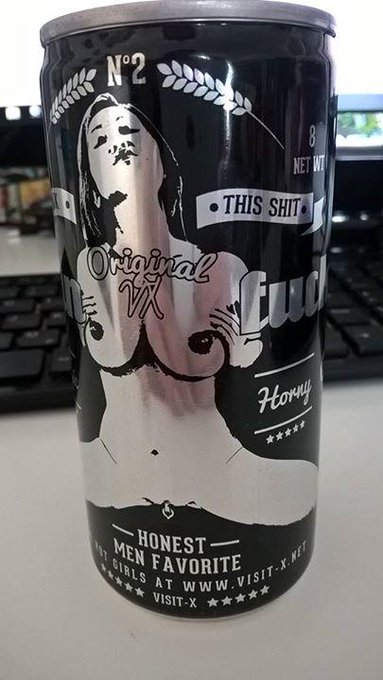 N°2
8
NET WT
• THIS SHIT •
Original
VX
Horny
HONEST
MEN FAVORITE
HOT GIRLS AT WWW.VISIT-X.NET
VISIT-X